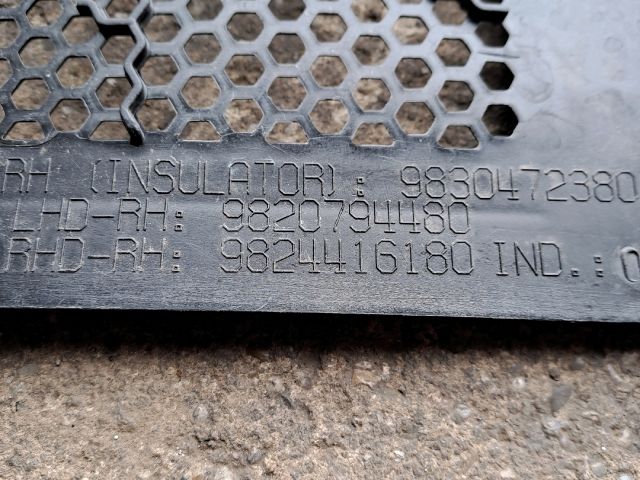 RH (INSULATOR): 9830472380
LHD-RH: 9820794480
RHD-RH: 9824416180 IND.: